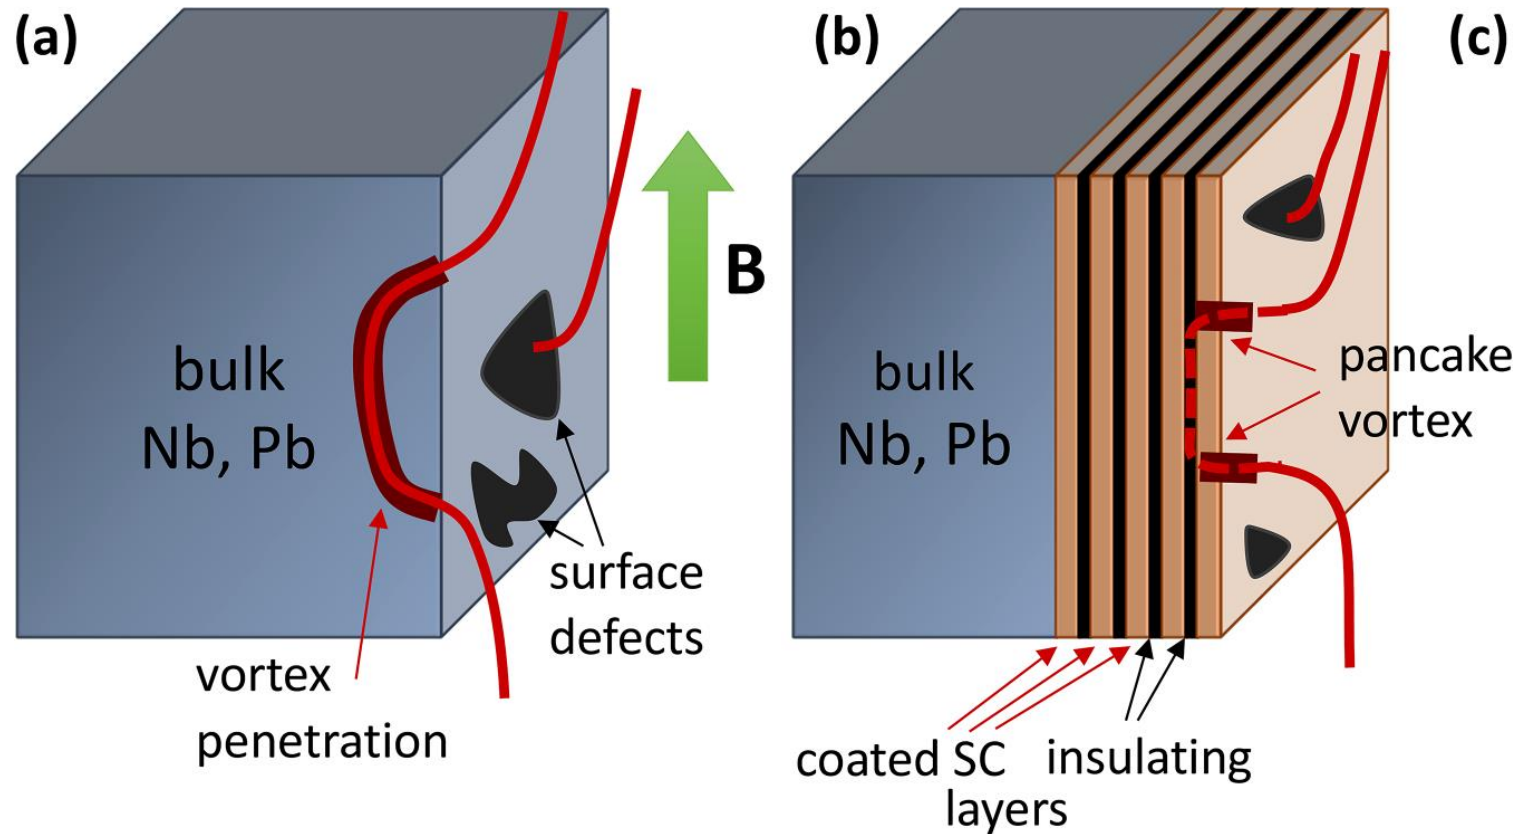 (a)
bulk
Nb, Pb
B
surface
defects
vortex
penetration
(b)
bulk
Nb, Pb
pancake
vortex
coated SC
layers
insulating
(c)